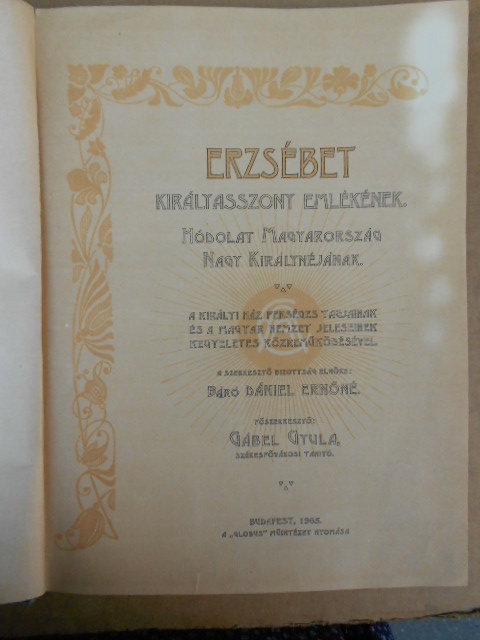 ERZSÉBET
KIRÁLYASSZONY EMLÉKÉNEK.
HÓDOLAT MAGYARORSZÁG
NAGY KIRÁLYNÉJÁNAK.
A KIRÁLYI HÁZ FENSÉGES TAGJAINAK
ÉS A MAGYAR NEMZET JELESEINEK
KEGYELETES KÖZREMŰKÖDÉSÉVEL
A SZERKESZTŐ BIZOTTSÁG ELNÖKE:
BÁRÓ DÁNIEL ERNŐNÉ.
FŐSZERKESZTŐ:
GÁBEL GYULA,
SZÉKESFŐVÁROSI TANÍTÓ.
BUDAPEST, 1905.
A „GLOBUS" MŰINTÉZET NYOMÁSA